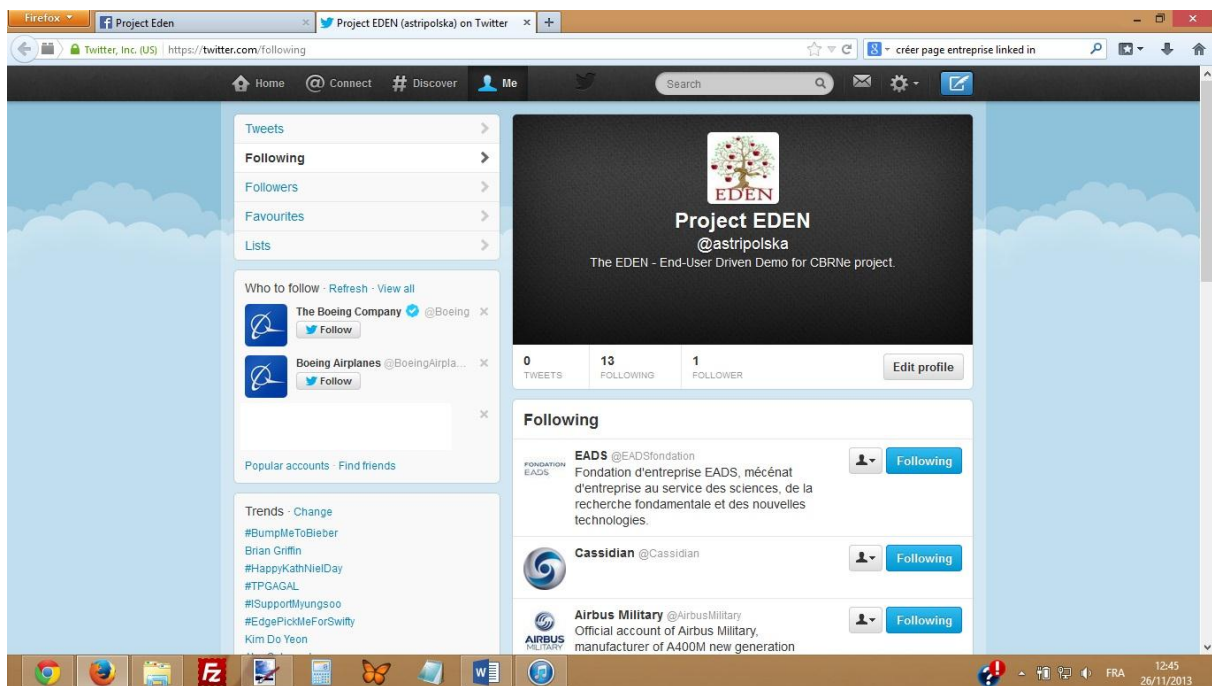 Firefox
Project Eden
Project EDEN (astripolska) on Twitter
Twitter, Inc. (US) https://twitter.com/following
créer page entreprise linked in
Home
Connect
Discover
Me
Search
Tweets
Following
Followers
Favourites
Lists
Who to follow · Refresh · View all
The Boeing Company @Boeing
Follow
Boeing Airplanes @BoeingAirpla...
Follow
Popular accounts · Find friends
Trends · Change
#BumpMeToBieber
Brian Griffin
#HappyKathNielDay
#TPGAGAL
#ISupportMyungsoo
#EdgePickMeForSwifty
Kim Do Yeon
EDEN
Project EDEN
@astripolska
The EDEN - End-User Driven Demo for CBRNe project.
0 TWEETS
13 FOLLOWING
1 FOLLOWER
Edit profile
Following
FONDATION
EADS
EADS @EADSfondation
Fondation d'entreprise EADS, mécénat
d'entreprise au service des sciences, de la
recherche fondamentale et des nouvelles
technologies.
Following
Cassidian @Cassidian
Following
AIRBUS
MILITARY
Airbus Military @AirbusMilitary
Official account of Airbus Military,
manufacturer of A400M new generation
Following
FRA
12:45
26/11/2013